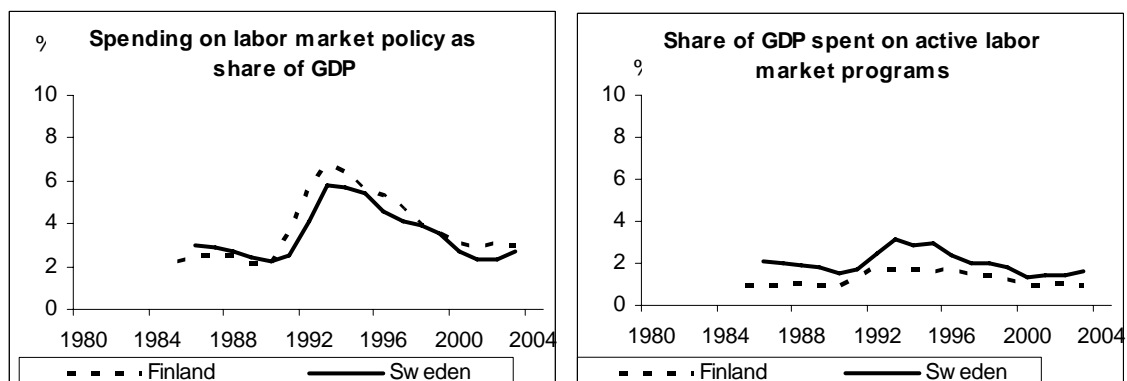 %
Spending on labor market policy as
share of GDP
10
8
6
4
2
0
1980 1984 1988 1992 1996 2000 2004
Finland Sweden
Share of GDP spent on active labor
market programs
%
10
8
6
4
2
0
1980 1984 1988 1992 1996 2000 2004
Finland Sweden